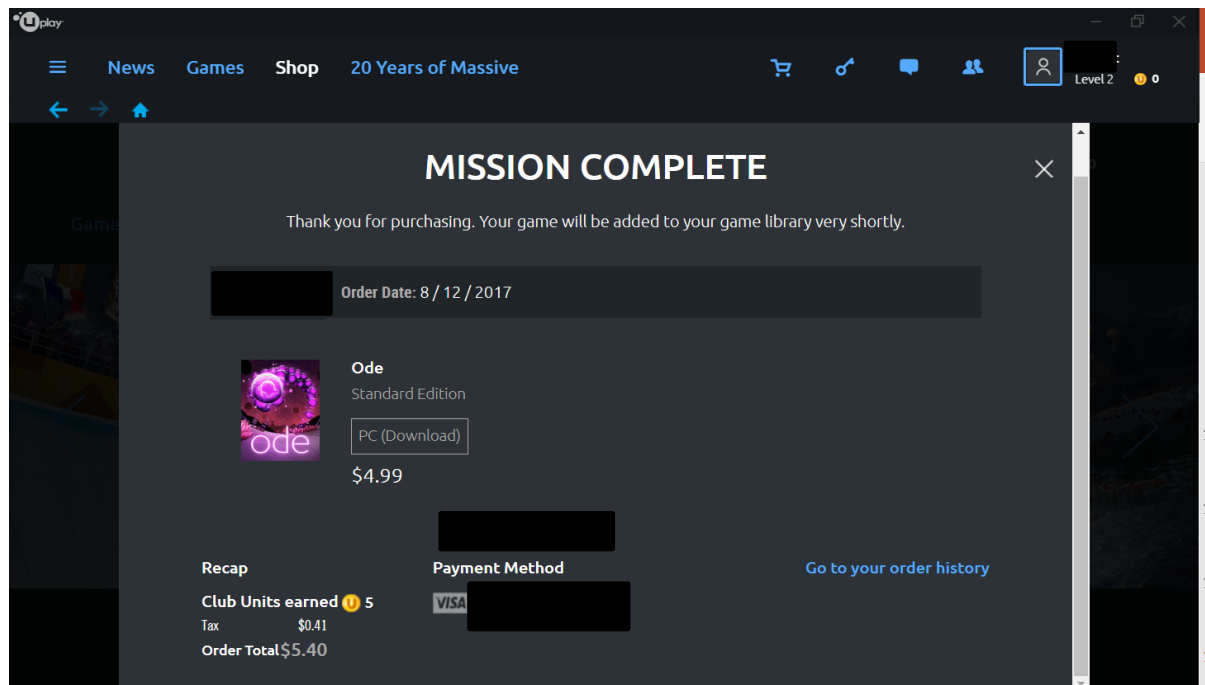 Uplay
News Games Shop 20 Years of Massive
Level 2 0
MISSION COMPLETE
Thank you for purchasing. Your game will be added to your game library very shortly.
Game
Order Date: 8 / 12 / 2017
ode
Ode
Standard Edition
PC (Download)
$4.99
Recap
Club Units earned 5
Tax $0.41
Order Total $5.40
Payment Method
VISA
Go to your order history